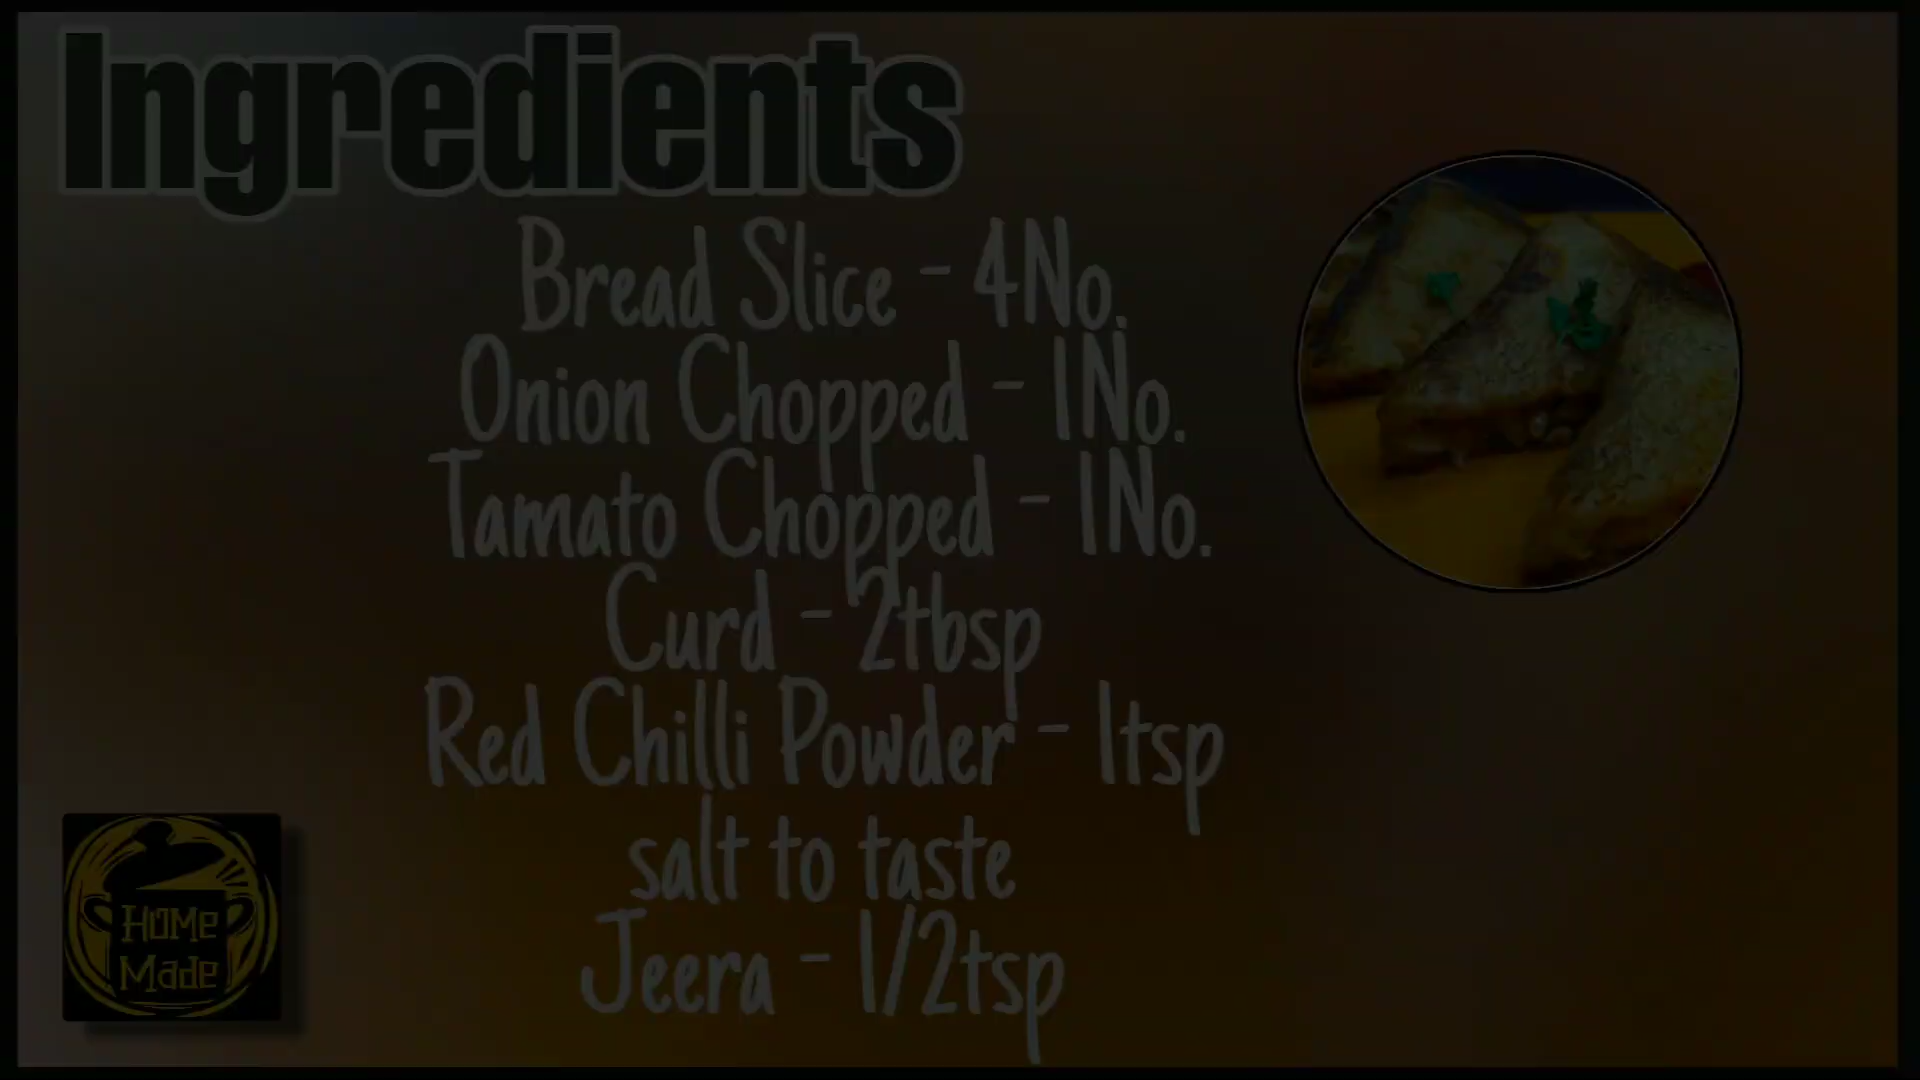 Ingredients
Bread Slice - 4No.
Onion Chopped - 1No.
Tamato Chopped - 1No.
Curd - 2tbsp
Red Chilli Powder - 1tsp
salt to taste
Jeera - 1/2tsp
HoMe
Made